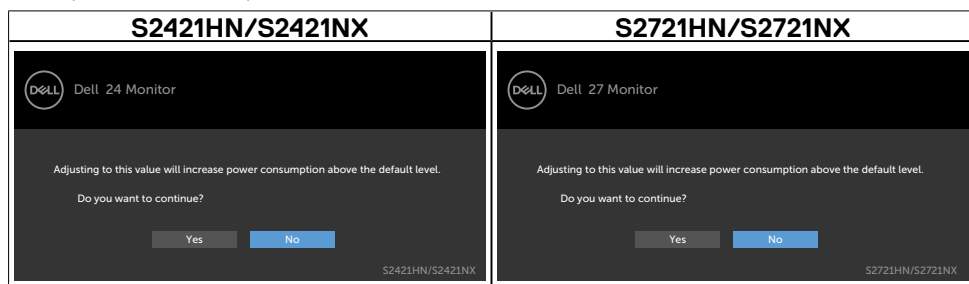 S2421HN/S2421NX
S2721HN/S2721NX
DELL
Dell 24 Monitor
Adjusting to this value will increase power consumption above the default level.
Do you want to continue?
Yes
No
S2421HN/S2421NX
DELL
Dell 27 Monitor
Adjusting to this value will increase power consumption above the default level.
Do you want to continue?
Yes
No
S2721HN/S2721NX